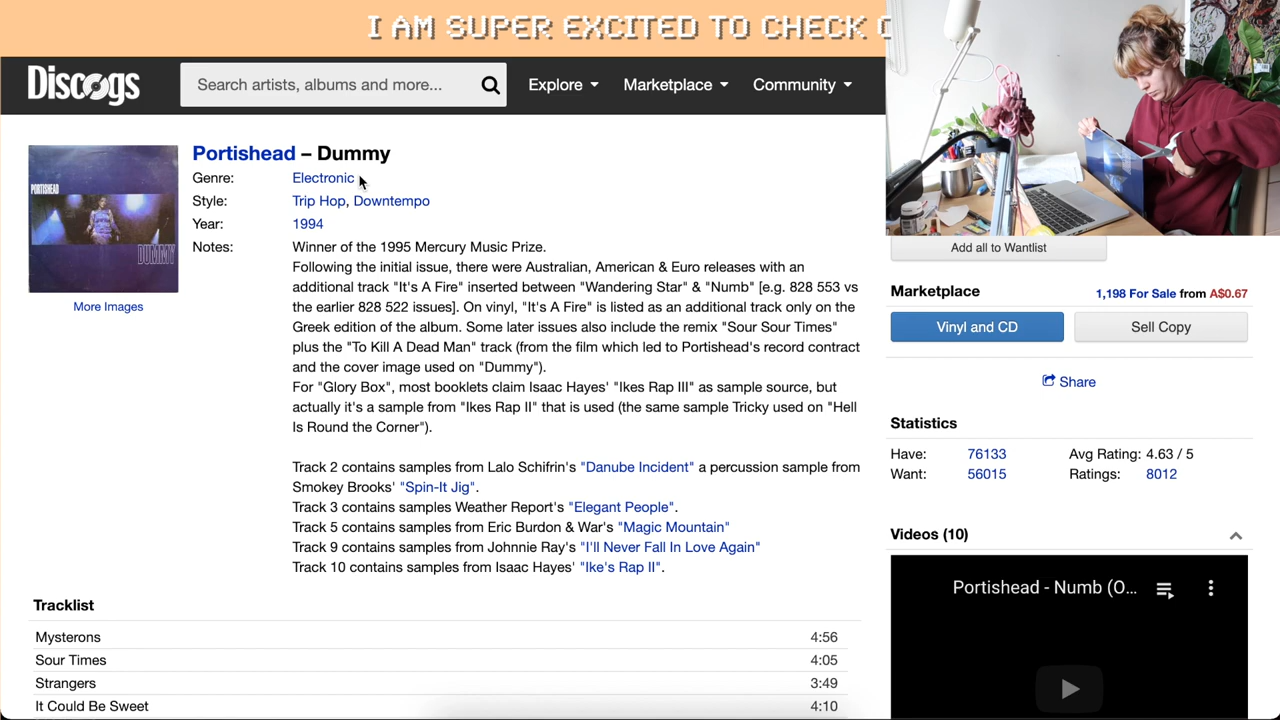 I AM SUPER EXCITED TO CHECK
Discogs
Search artists, albums and more...
Explore
Marketplace
Community
Portishead – Dummy
Genre:
Electronic
Style:
Trip Hop, Downtempo
Year:
1994
Notes:
Winner of the 1995 Mercury Music Prize.
Following the initial issue, there were Australian, American & Euro releases with an
additional track "It's A Fire" inserted between "Wandering Star" & "Numb" [e.g. 828 553 vs
the earlier 828 522 issues]. On vinyl, "It's A Fire" is listed as an additional track only on the
Greek edition of the album. Some later issues also include the remix "Sour Sour Times"
plus the "To Kill A Dead Man" track (from the film which led to Portishead's record contract
and the cover image used on "Dummy").
For "Glory Box", most booklets claim Isaac Hayes' "Ikes Rap III" as sample source, but
actually it's a sample from "Ikes Rap II" that is used (the same sample Tricky used on "Hell
Is Round the Corner").
Track 2 contains samples from Lalo Schifrin's "Danube Incident" a percussion sample from
Smokey Brooks' "Spin-It Jig".
Track 3 contains samples Weather Report's "Elegant People".
Track 5 contains samples from Eric Burdon & War's "Magic Mountain"
Track 9 contains samples from Johnnie Ray's "I'll Never Fall In Love Again"
Track 10 contains samples from Isaac Hayes' "Ike's Rap II".
PORTISHEAD
DUMMY
More Images
Tracklist
Mysterons 4:56
Sour Times 4:05
Strangers 3:49
It Could Be Sweet 4:10
Add all to Wantlist
Marketplace
1,198 For Sale from A$0.67
Vinyl and CD
Sell Copy
Share
Statistics
Have: 76133
Avg Rating: 4.63 / 5
Want: 56015
Ratings: 8012
Videos (10)
Portishead - Numb (O...